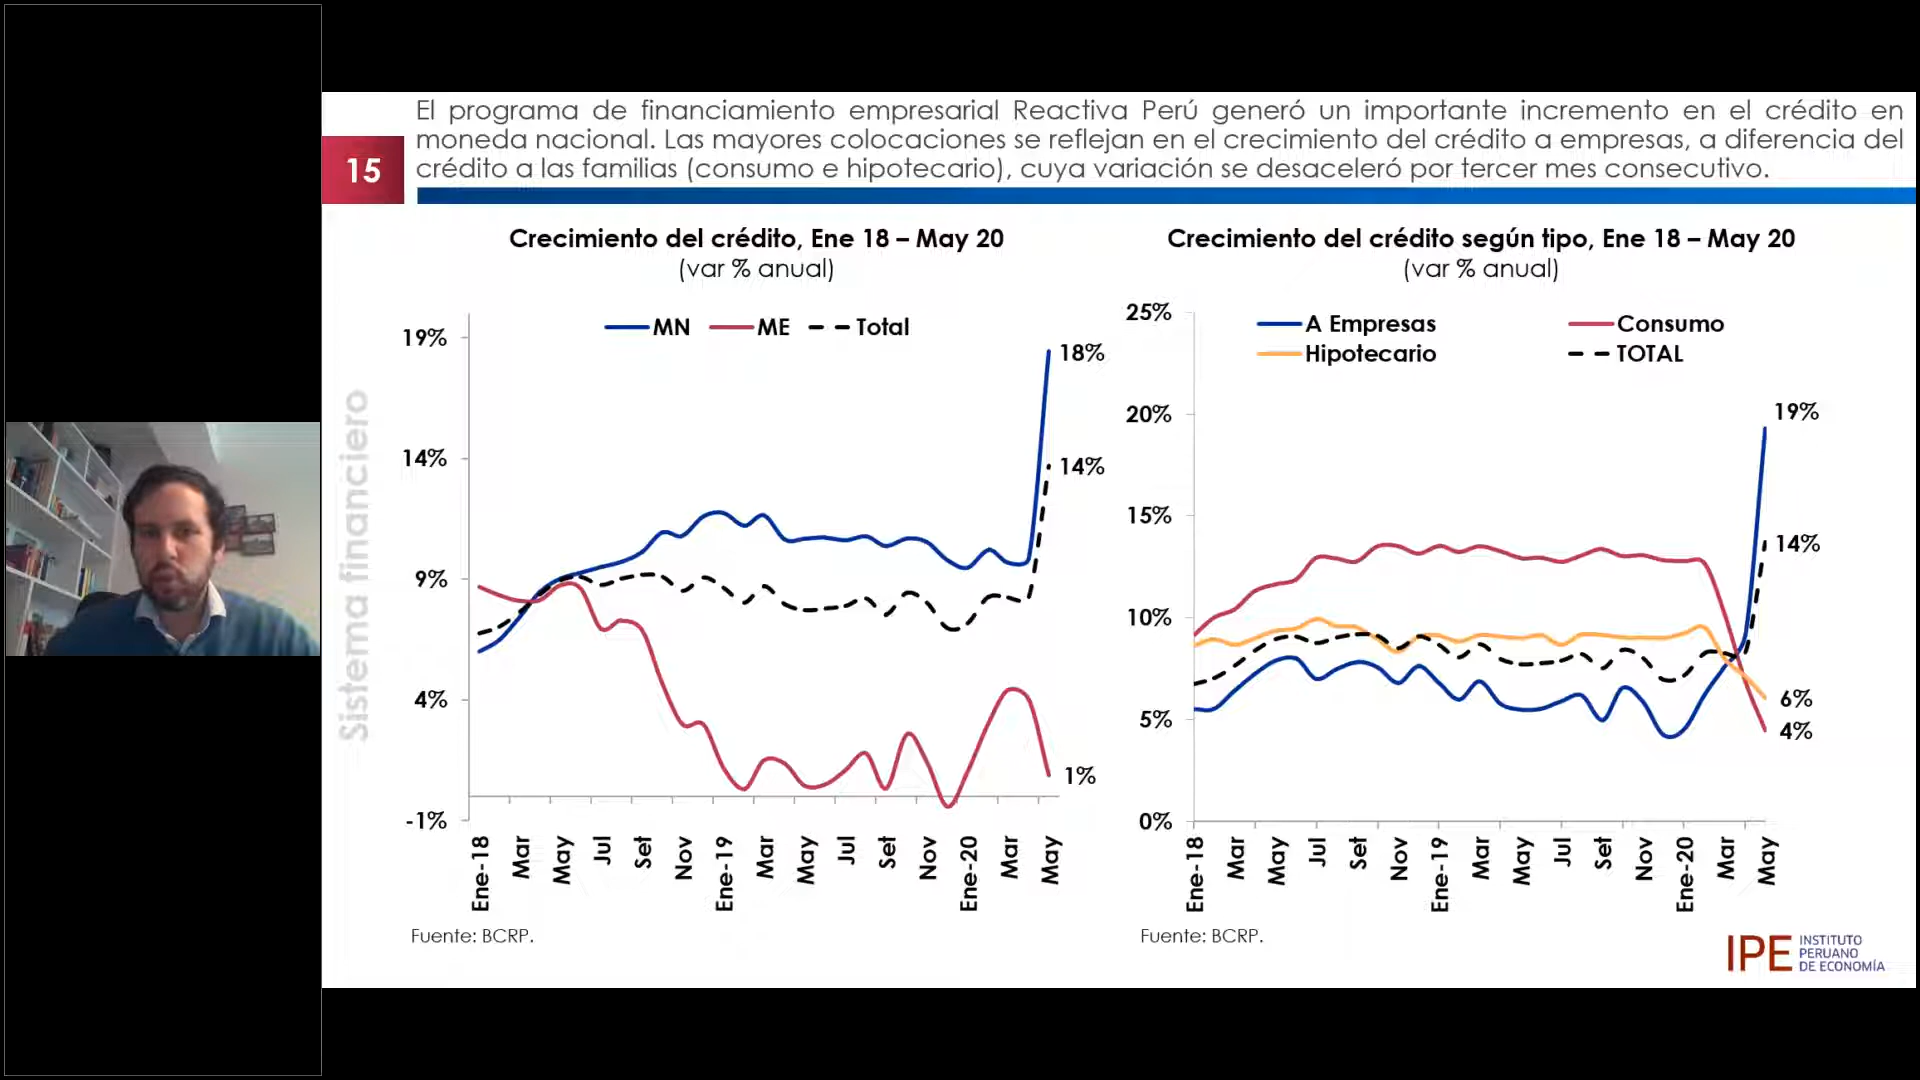 El programa de financiamiento empresarial Reactiva Perú generó un importante incremento en el crédito en
moneda nacional. Las mayores colocaciones se reflejan en el crecimiento del crédito a empresas, a diferencia del
crédito a las familias (consumo e hipotecario), cuya variación se desaceleró por tercer mes consecutivo.
15
Sistema financiero
Crecimiento del crédito, Ene 18 – May 20
(var % anual)
MN ME Total
19%
14%
9%
4%
-1%
18%
14%
1%
Ene-18 Mar May Jul Set Nov Ene-19 Mar May Jul Set Nov Ene-20 Mar May
Fuente: BCRP.
Crecimiento del crédito según tipo, Ene 18 – May 20
(var % anual)
A Empresas Consumo
Hipotecario TOTAL
25%
20%
15%
10%
5%
0%
19%
14%
6%
4%
Ene-18 Mar May Jul Set Nov Ene-19 Mar May Jul Set Nov Ene-20 Mar May
Fuente: BCRP.
IPE INSTITUTO
PERUANO
DE ECONOMÍA